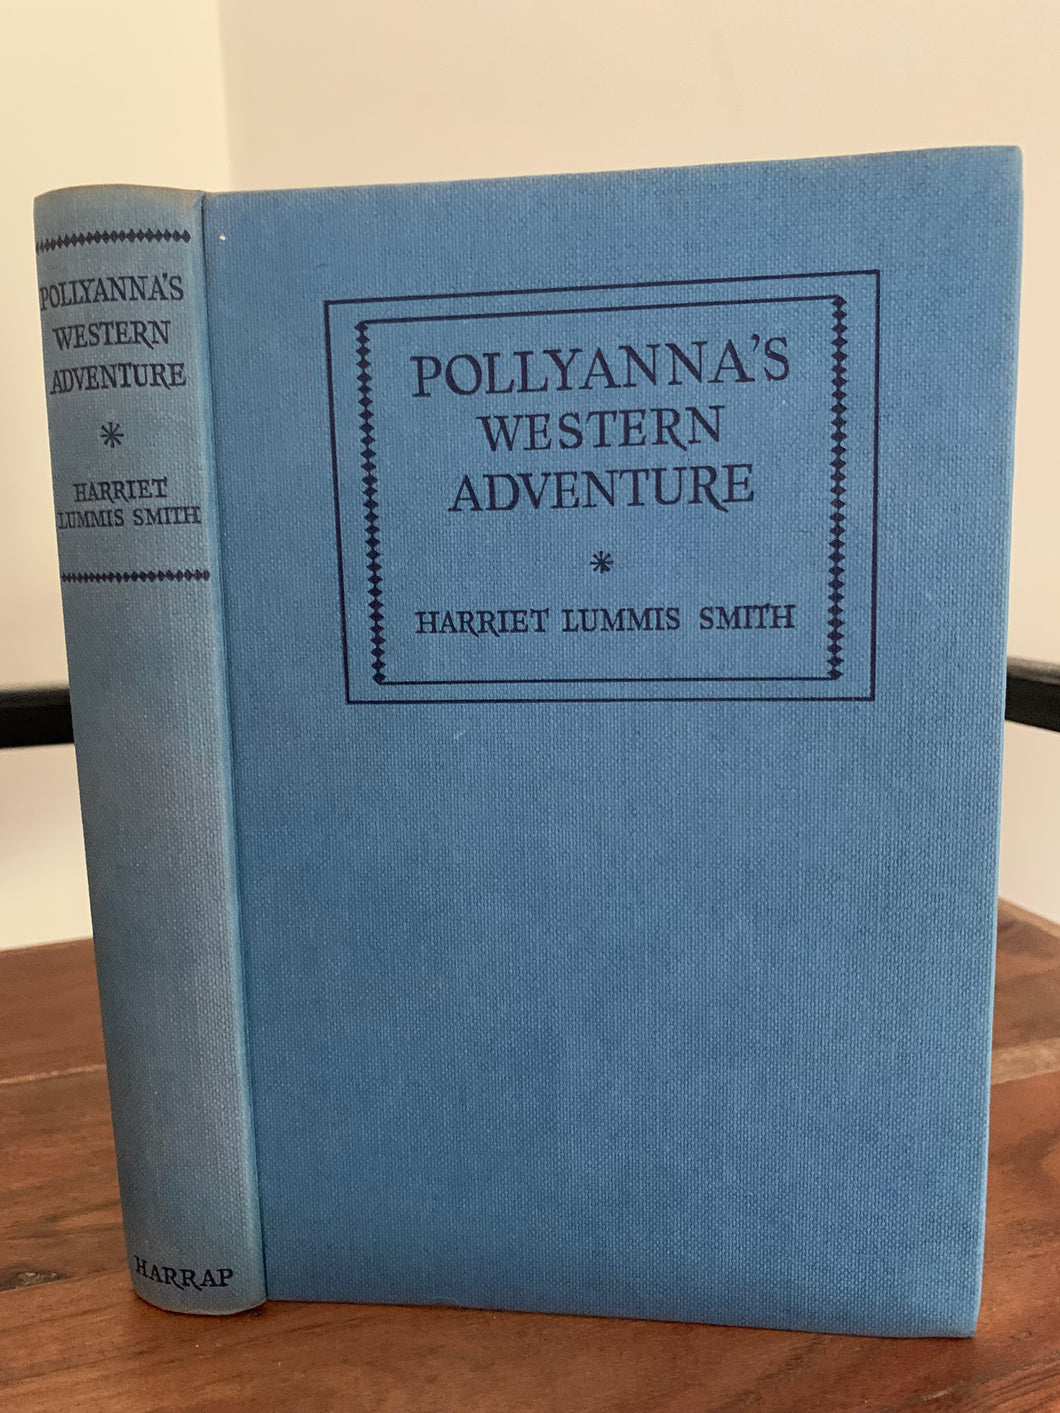 POLLYANNA'S
WESTERN
ADVENTURE
*
HARRIET
LUMMIS SMITH
HARRAP
POLLYANNA'S
WESTERN
ADVENTURE
*
HARRIET LUMMIS SMITH